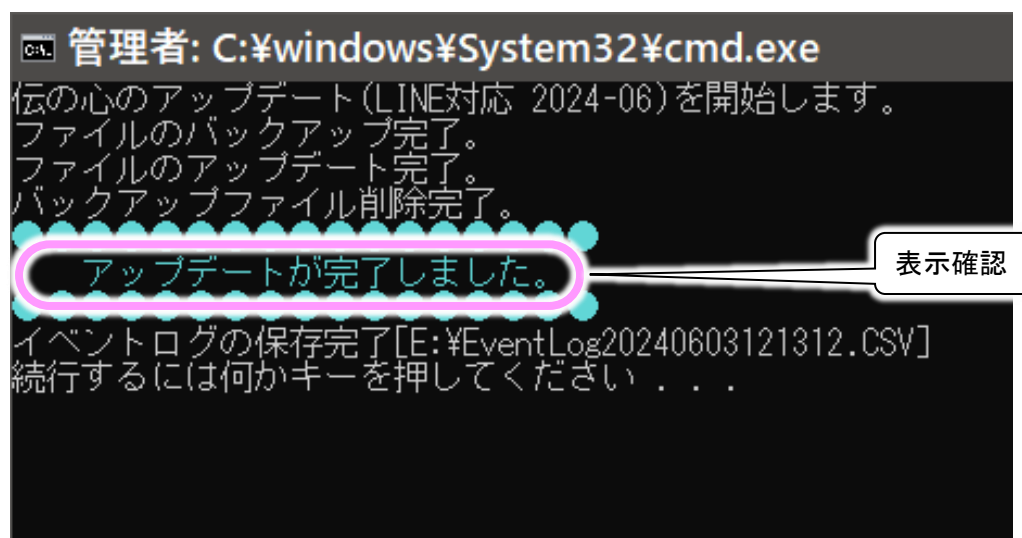 管理者: C:¥windows¥System32¥cmd.exe
伝の心のアップデート(LINE対応 2024-06)を開始します。
ファイルのバックアップ完了。
ファイルのアップデート完了。
バックアップファイル削除完了。
●●●●●●●●●●●●●●●●
アップデートが完了しました。
表示確認
●●●●●●●●●●●●●●●●
イベントログの保存完了[E:¥EventLog20240603121312.CSV]
続行するには何かキーを押してください . . .